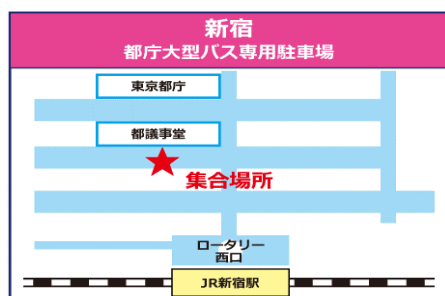 新宿
都庁大型バス専用駐車場
東京都庁
都議事堂
集合場所
ロータリー
西口
JR新宿駅